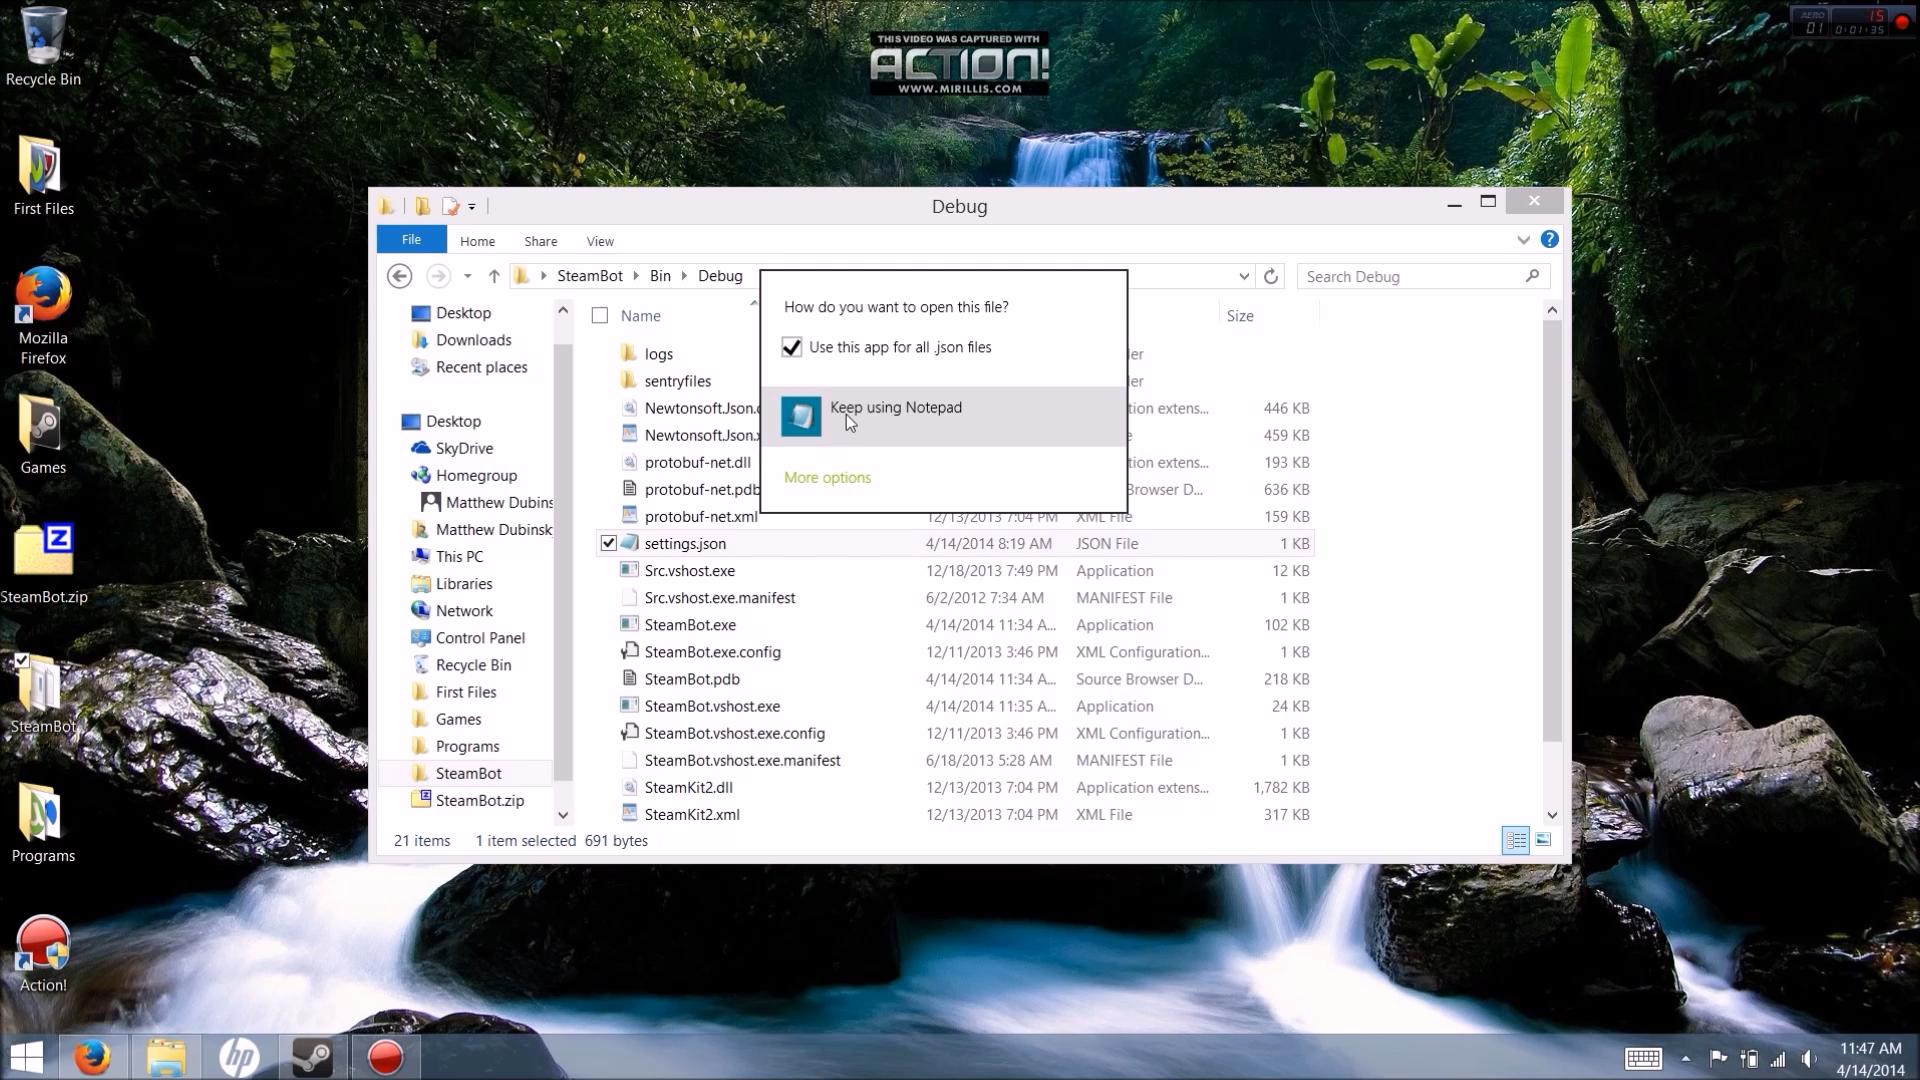 Recycle Bin
THIS VIDEO WAS CAPTURED WITH
ACTION!
WWW.MIRILLIS.COM
AERO 01
15
0:01:35
First Files
Mozilla
Firefox
Games
SteamBot.zip
SteamBot
Programs
Action!
Debug
File Home Share View
SteamBot Bin Debug
Search Debug
Name
Size
Desktop
Downloads
Recent places
Desktop
SkyDrive
Homegroup
Matthew Dubins
Matthew Dubinsk
This PC
Libraries
Network
Control Panel
Recycle Bin
First Files
Games
Programs
SteamBot
SteamBot.zip
How do you want to open this file?
Use this app for all .json files
Keep using Notepad
More options
logs er
sentryfiles er
Newtonsoft.Json. tion extens... 446 KB
Newtonsoft.Json. 459 KB
protobuf-net.dll tion extens... 193 KB
protobuf-net.pdb Browser D... 636 KB
protobuf-net.xml 12/13/2013 7:04 PM XML File 159 KB
settings.json 4/14/2014 8:19 AM JSON File 1 KB
Src.vshost.exe 12/18/2013 7:49 PM Application 12 KB
Src.vshost.exe.manifest 6/2/2012 7:34 AM MANIFEST File 1 KB
SteamBot.exe 4/14/2014 11:34 A... Application 102 KB
SteamBot.exe.config 12/11/2013 3:46 PM XML Configuration... 1 KB
SteamBot.pdb 4/14/2014 11:34 A... Source Browser D... 218 KB
SteamBot.vshost.exe 4/14/2014 11:35 A... Application 24 KB
SteamBot.vshost.exe.config 12/11/2013 3:46 PM XML Configuration... 1 KB
SteamBot.vshost.exe.manifest 6/18/2013 5:28 AM MANIFEST File 1 KB
SteamKit2.dll 12/13/2013 7:04 PM Application extens... 1,782 KB
SteamKit2.xml 12/13/2013 7:04 PM XML File 317 KB
21 items 1 item selected 691 bytes
hp
11:47 AM
4/14/2014